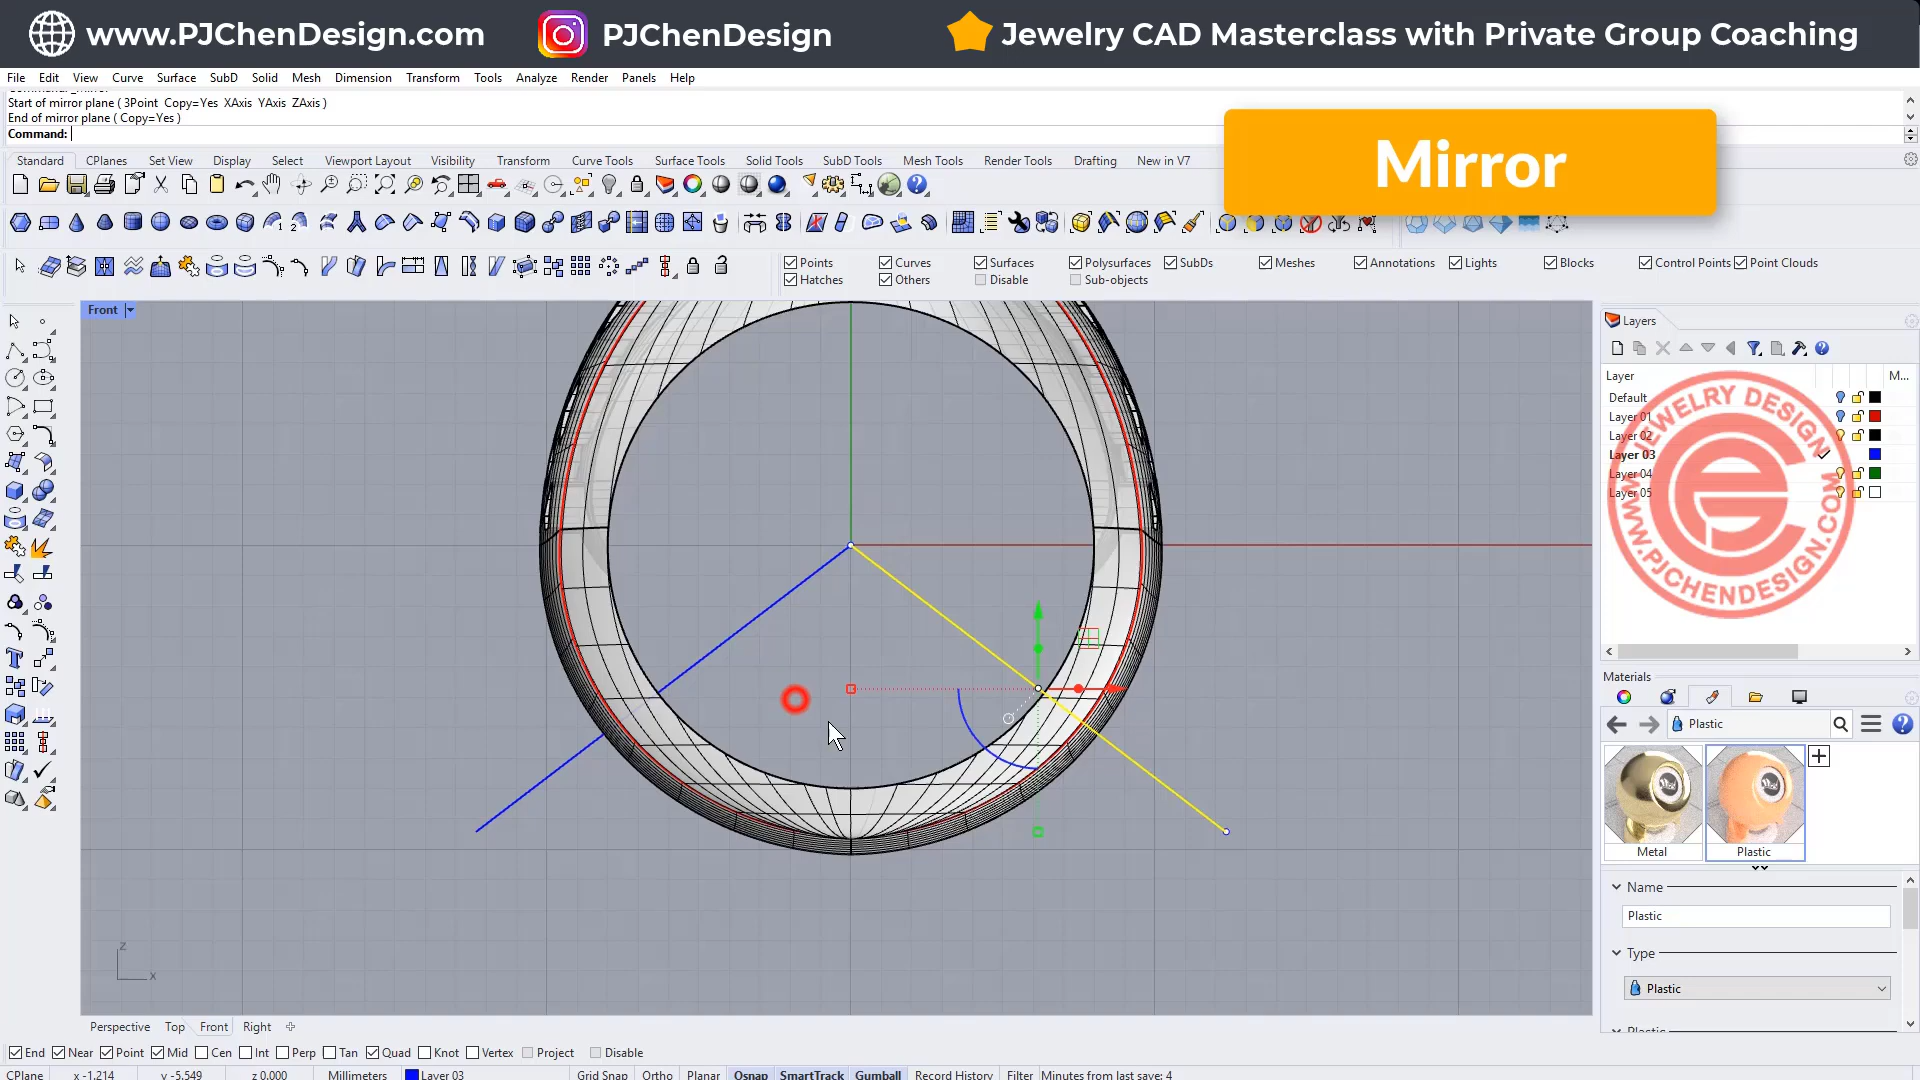 www.PJChenDesign.com PJChenDesign Jewelry CAD Masterclass with Private Group Coaching
File Edit View Curve Surface SubD Solid Mesh Dimension Transform Tools Analyze Render Panels Help
Start of mirror plane ( 3Point Copy=Yes XAxis YAxis ZAxis )
End of mirror plane ( Copy=Yes )
Command:
Mirror
Standard CPlanes Set View Display Select Viewport Layout Visibility Transform Curve Tools Surface Tools Solid Tools SubD Tools Mesh Tools Render Tools Drafting New in V7
Points Curves Surfaces Polysurfaces SubDs Meshes Annotations Lights Blocks Control Points Point Clouds
Hatches Others Disable Sub-objects
Front
Layers
Layer M...
Default
Layer 01
Layer 02
Layer 03
Layer 04
Layer 05
JEWELRY DESIGN
WWW.PJCHENDESIGN.COM
Materials
Plastic
Metal Plastic
Name
Plastic
Type
Plastic
z
x
Perspective Top Front Right
End Near Point Mid Cen Int Perp Tan Quad Knot Vertex Project Disable
CPlane x -1.214 y -5.549 z 0.000 Millimeters Layer 03 Grid Snap Ortho Planar Osnap SmartTrack Gumball Record History Filter Minutes from last save: 4